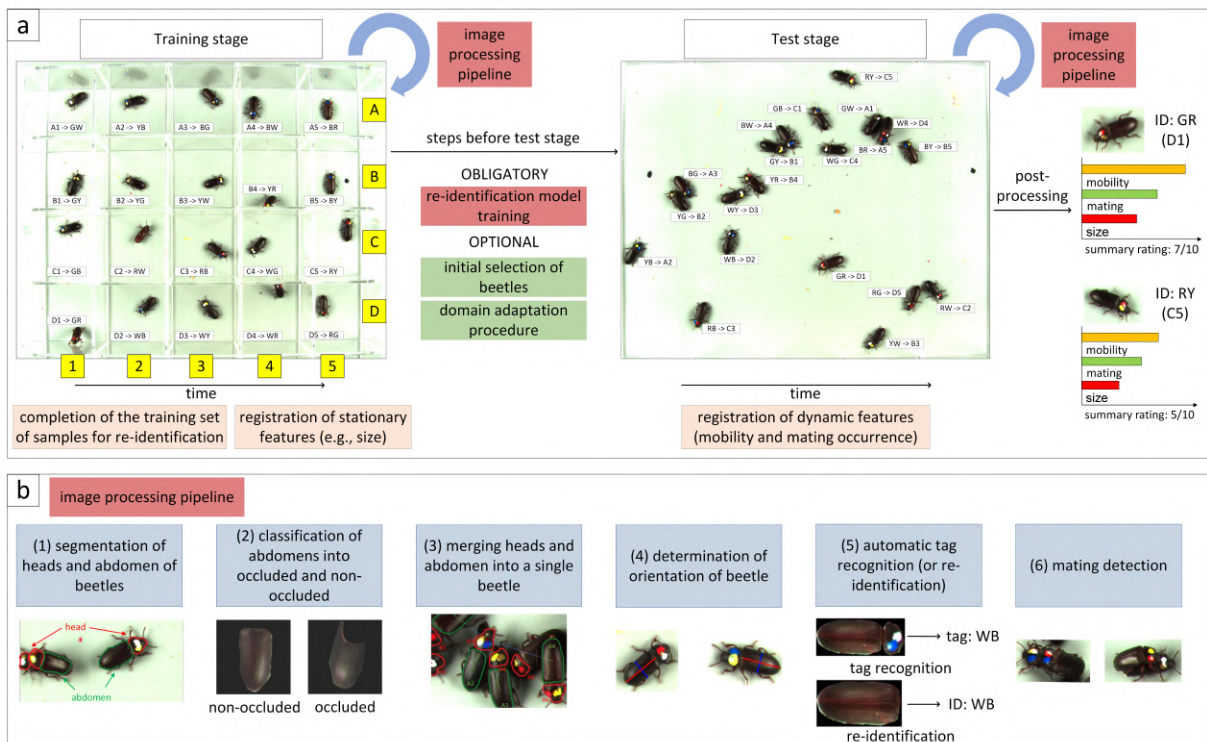 a
Training stage
image
processing
pipeline
Test stage
image
processing
pipeline
A1 -> GW
A2 -> YB
A3 -> BG
A4 -> BW
A5 -> BR
A
B1 -> GY
B2 -> YG
B3 -> YW
B4 -> YR
B5 -> BY
B
C1 -> GB
C2 -> RW
C3 -> RB
C4 -> WG
C5 -> RY
C
D1 -> GR
D2 -> WB
D3 -> WY
D4 -> WR
D5 -> RG
D
1
2
3
4
5
time
completion of the training set
of samples for re-identification
registration of stationary
features (e.g., size)
steps before test stage
OBLIGATORY
re-identification model
training
OPTIONAL
initial selection of
beetles
domain adaptation
procedure
RY -> C5
GB -> C1
GW -> A1
BW -> A4
WR -> D4
GY -> B1
WG -> C4
BR -> A5
BY -> B5
BG -> A3
YR -> B4
YG -> B2
WY -> D3
YB -> A2
WB -> D2
GR -> D1
RG -> D5
RW -> C2
RB -> C3
YW -> B3
time
registration of dynamic features
(mobility and mating occurrence)
post-
processing
ID: GR
(D1)
mobility
mating
size
summary rating: 7/10
ID: RY
(C5)
mobility
mating
size
summary rating: 5/10
b
image processing pipeline
(1) segmentation of
heads and abdomen of
beetles
head
abdomen
(2) classification of
abdomens into
occluded and non-
occluded
non-occluded
occluded
(3) merging heads and
abdomen into a single
beetle
(4) determination of
orientation of beetle
(5) automatic tag
recognition (or re-
identification)
tag: WB
tag recognition
ID: WB
re-identification
(6) mating detection